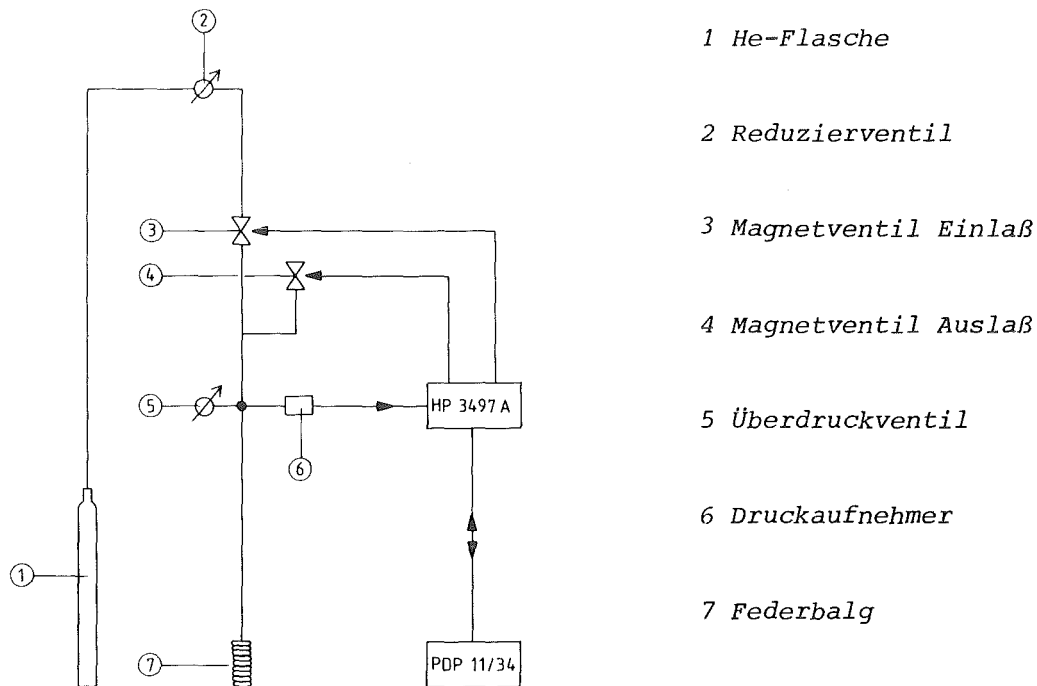 2
3
4
5
6
1
7
HP 3497 A
PDP 11/34
1 He-Flasche
2 Reduzierventil
3 Magnetventil Einlaß
4 Magnetventil Auslaß
5 Überdruckventil
6 Druckaufnehmer
7 Federbalg